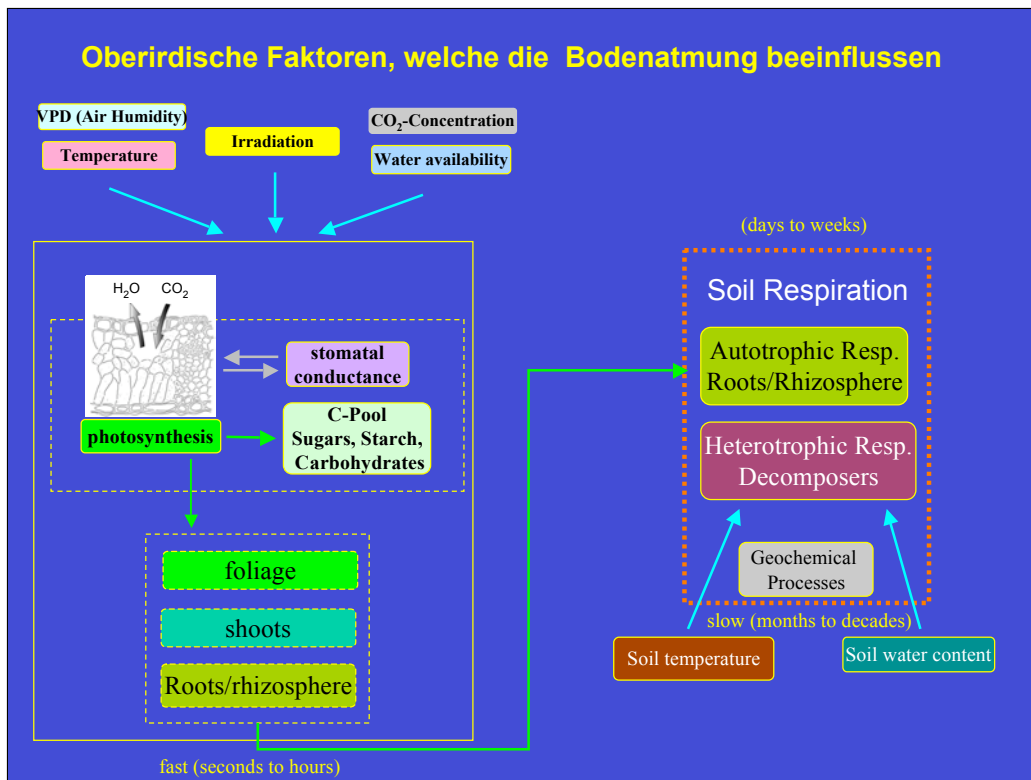 Oberirdische Faktoren, welche die Bodenatmung beeinflussen
VPD (Air Humidity)
Temperature
Irradiation
CO₂-Concentration
Water availability
H₂O CO₂
stomatal
conductance
photosynthesis
C-Pool
Sugars, Starch,
Carbohydrates
foliage
shoots
Roots/rhizosphere
fast (seconds to hours)
(days to weeks)
Soil Respiration
Autotrophic Resp.
Roots/Rhizosphere
Heterotrophic Resp.
Decomposers
Geochemical
Processes
slow (months to decades)
Soil temperature
Soil water content